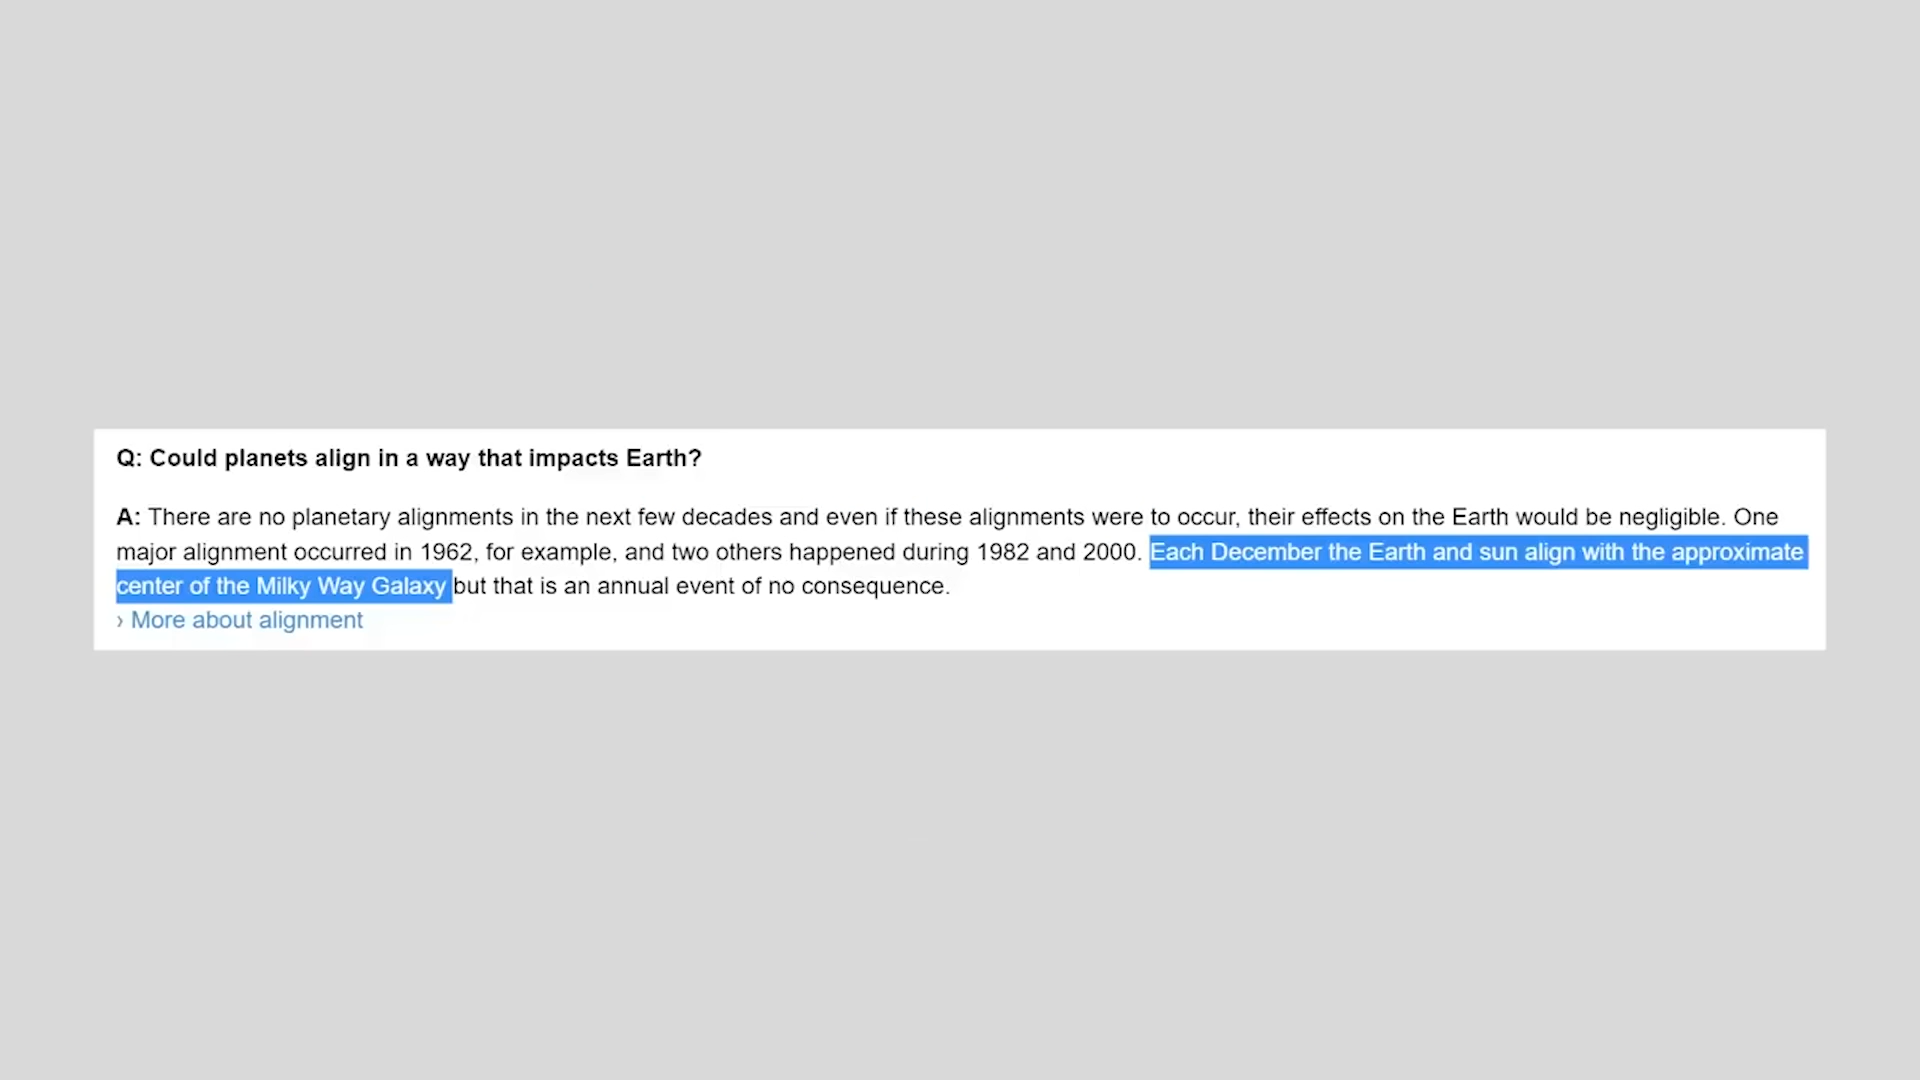 Q: Could planets align in a way that impacts Earth?
A: There are no planetary alignments in the next few decades and even if these alignments were to occur, their effects on the Earth would be negligible. One
major alignment occurred in 1962, for example, and two others happened during 1982 and 2000. Each December the Earth and sun align with the approximate
center of the Milky Way Galaxy but that is an annual event of no consequence.
› More about alignment